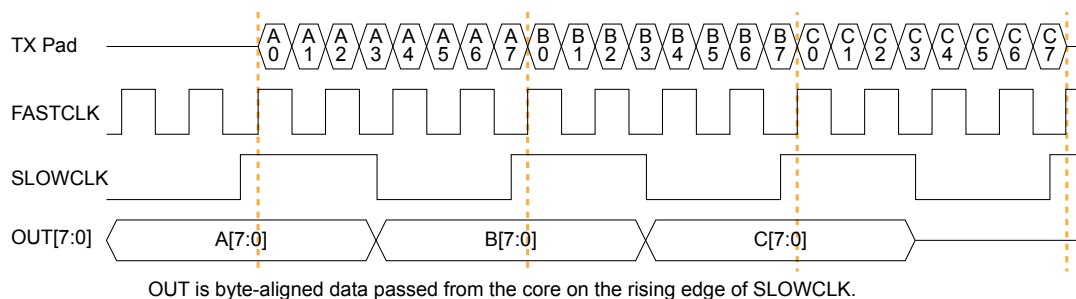 TX Pad
A A A A A A A A B B B B B B B B C C C C C C C C
0 1 2 3 4 5 6 7 0 1 2 3 4 5 6 7 0 1 2 3 4 5 6 7
FASTCLK
SLOWCLK
OUT[7:0] A[7:0] B[7:0] C[7:0]
OUT is byte-aligned data passed from the core on the rising edge of SLOWCLK.